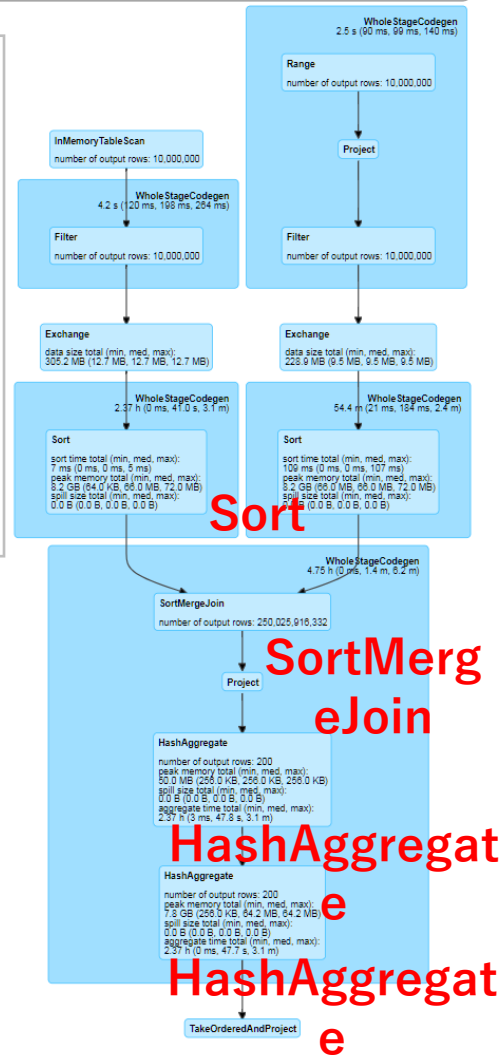 WholeStageCodegen
2.5 s (90 ms, 99 ms, 140 ms)
Range
number of output rows: 10,000,000
Project
InMemoryTableScan
number of output rows: 10,000,000
WholeStageCodegen
4.2 s (120 ms, 198 ms, 264 ms)
Filter
number of output rows: 10,000,000
Filter
number of output rows: 10,000,000
Exchange
data size total (min, med, max):
305.2 MB (12.7 MB, 12.7 MB, 12.7 MB)
Exchange
data size total (min, med, max):
228.9 MB (9.5 MB, 9.5 MB, 9.5 MB)
WholeStageCodegen
2.37 h (0 ms, 41.0 s, 3.1 m)
Sort
sort time total (min, med, max):
7 ms (0 ms, 0 ms, 5 ms)
peak memory total (min, med, max):
8.2 GB (64.0 KB, 66.0 MB, 72.0 MB)
spill size total (min, med, max):
0.0 B (0.0 B, 0.0 B, 0.0 B)
WholeStageCodegen
54.4 m (21 ms, 184 ms, 2.4 m)
Sort
sort time total (min, med, max):
109 ms (0 ms, 0 ms, 107 ms)
peak memory total (min, med, max):
8.2 GB (66.0 MB, 66.0 MB, 72.0 MB)
spill size total (min, med, max):
0.0 B (0.0 B, 0.0 B, 0.0 B)
Sort
WholeStageCodegen
4.75 h (0 ms, 1.4 m, 6.2 m)
SortMergeJoin
number of output rows: 250,025,916,332
SortMerg
eJoin
Project
HashAggregate
number of output rows: 200
peak memory total (min, med, max):
50.0 MB (256.0 KB, 256.0 KB, 256.0 KB)
spill size total (min, med, max):
0.0 B (0.0 B, 0.0 B, 0.0 B)
aggregate time total (min, med, max):
2.37 h (3 ms, 47.8 s, 3.1 m)
HashAggregat
e
HashAggregate
number of output rows: 200
peak memory total (min, med, max):
7.8 GB (256.0 KB, 64.2 MB, 64.2 MB)
spill size total (min, med, max):
0.0 B (0.0 B, 0.0 B, 0.0 B)
aggregate time total (min, med, max):
2.37 h (0 ms, 47.7 s, 3.1 m)
HashAggregat
e
TakeOrderedAndProject